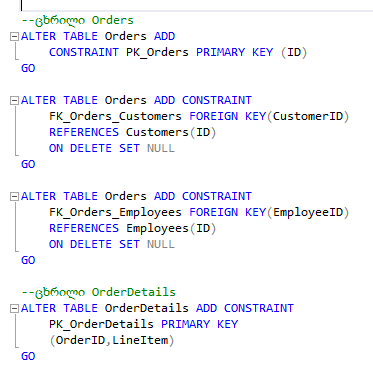 --ცხრილი Orders
ALTER TABLE Orders ADD
CONSTRAINT PK_Orders PRIMARY KEY (ID)
GO
ALTER TABLE Orders ADD CONSTRAINT
FK_Orders_Customers FOREIGN KEY(CustomerID)
REFERENCES Customers(ID)
ON DELETE SET NULL
GO
ALTER TABLE Orders ADD CONSTRAINT
FK_Orders_Employees FOREIGN KEY(EmployeeID)
REFERENCES Employees(ID)
ON DELETE SET NULL
GO
--ცხრილი OrderDetails
ALTER TABLE OrderDetails ADD CONSTRAINT
PK_OrderDetails PRIMARY KEY
(OrderID,LineItem)
GO